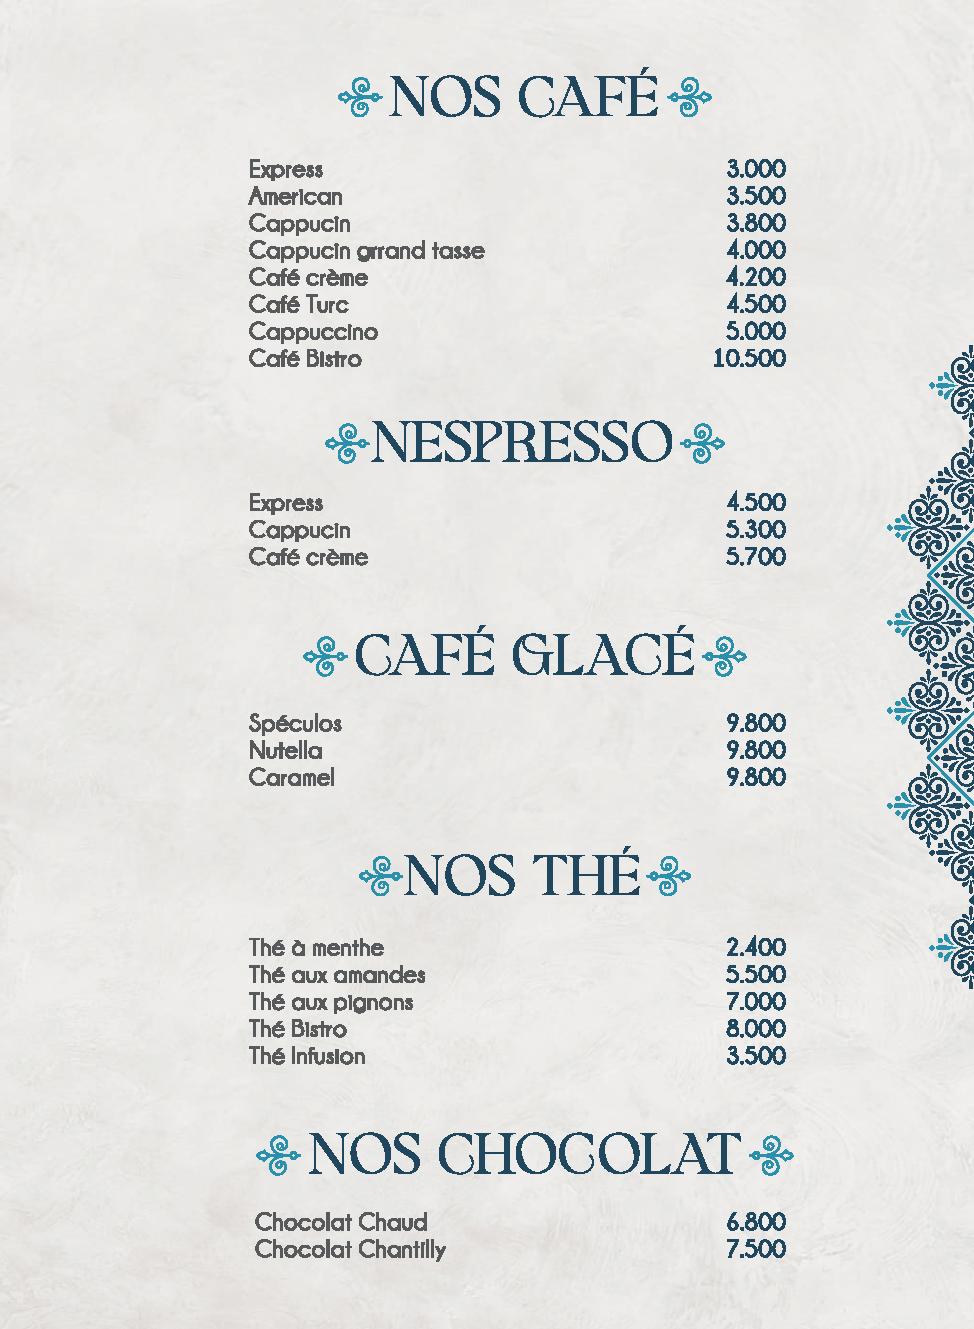 NOS CAFÉ
Express 3.000
American 3.500
Cappucin 3.800
Cappucin grrand tasse 4.000
Café crème 4.200
Café Turc 4.500
Cappuccino 5.000
Café Bistro 10.500
NESPRESSO
Express 4.500
Cappucin 5.300
Café crème 5.700
CAFÉ GLACÉ
Spéculos 9.800
Nutella 9.800
Caramel 9.800
NOS THÉ
Thé à menthe 2.400
Thé aux amandes 5.500
Thé aux pignons 7.000
Thé Bistro 8.000
Thé Infusion 3.500
NOS CHOCOLAT
Chocolat Chaud 6.800
Chocolat Chantilly 7.500